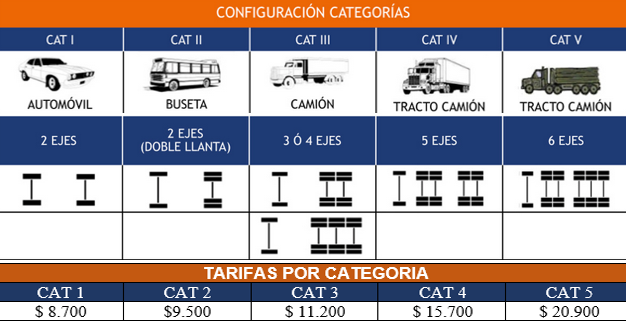 CONFIGURACIÓN CATEGORÍAS
CAT I CAT II CAT III CAT IV CAT V
AUTOMÓVIL BUSETA CAMIÓN TRACTO CAMIÓN TRACTO CAMIÓN
2 EJES 2 EJES (DOBLE LLANTA) 3 Ó 4 EJES 5 EJES 6 EJES
TARIFAS POR CATEGORIA
CAT 1 CAT 2 CAT 3 CAT 4 CAT 5
$ 8.700 $9.500 $ 11.200 $ 15.700 $ 20.900